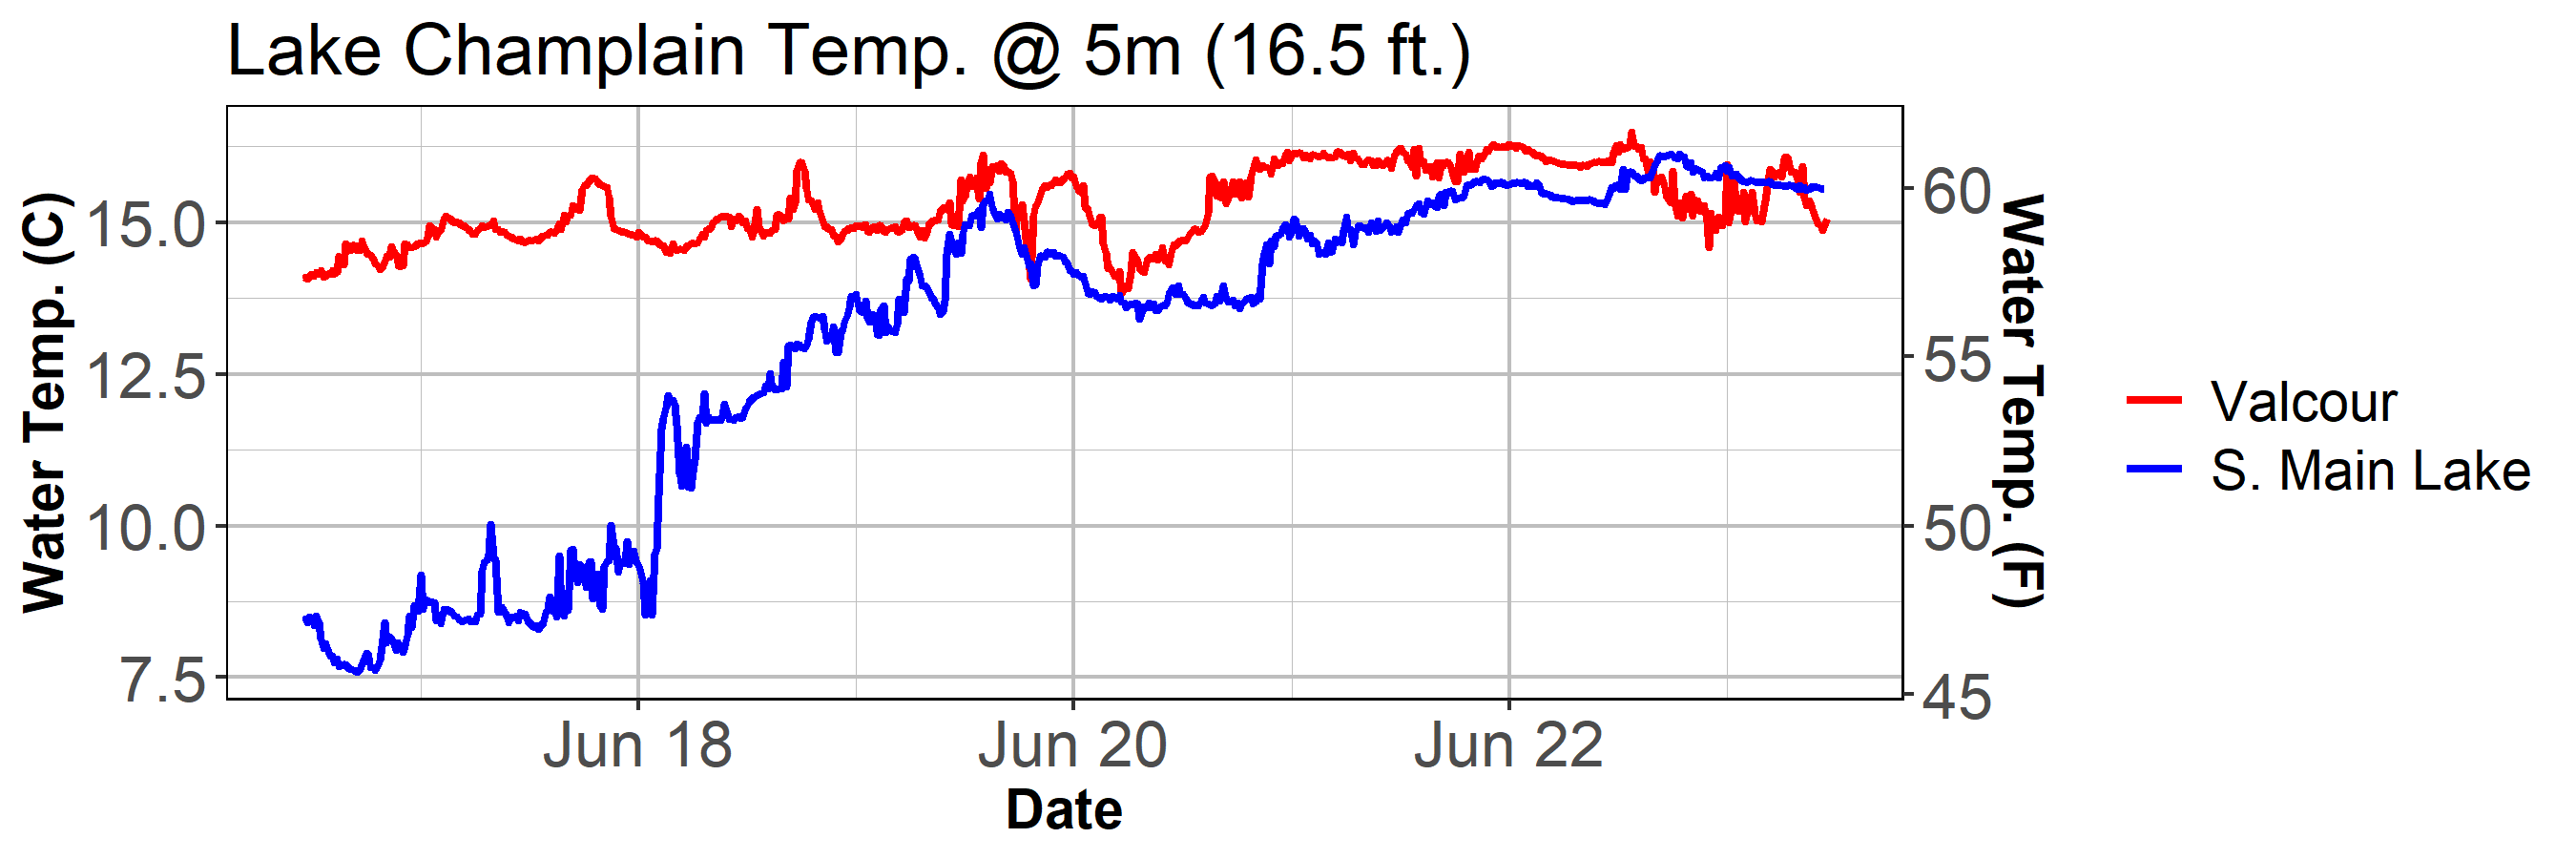 Lake Champlain Temp. @ 5m (16.5 ft.)
Water Temp. (C)
15.0
12.5
10.0
7.5
60
55
50
45
Water Temp. (F)
Jun 18
Jun 20
Jun 22
Date
Valcour
S. Main Lake